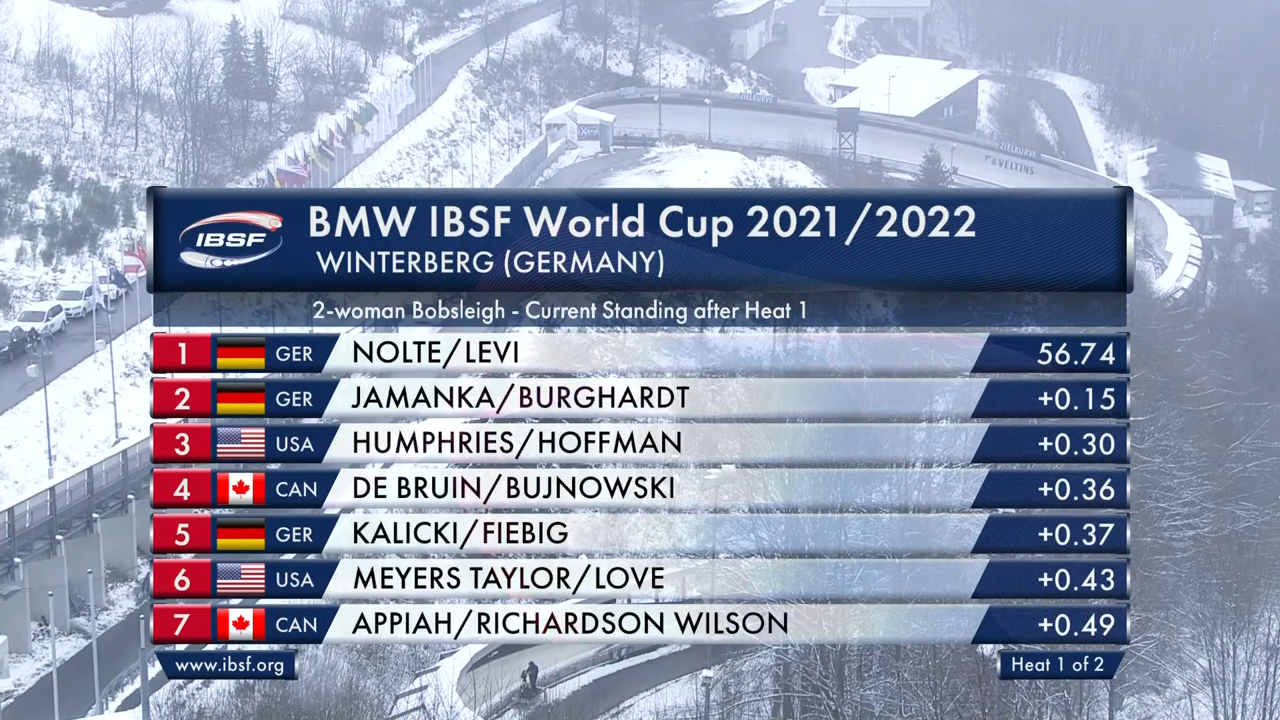 ZIELKURVE
ZIELKURVE
VELTINS
IBSF
BMW IBSF World Cup 2021/2022
WINTERBERG (GERMANY)
2-woman Bobsleigh - Current Standing after Heat 1
1 GER NOLTE/LEVI 56.74
2 GER JAMANKA/BURGHARDT +0.15
3 USA HUMPHRIES/HOFFMAN +0.30
4 CAN DE BRUIN/BUJNOWSKI +0.36
5 GER KALICKI/FIEBIG +0.37
6 USA MEYERS TAYLOR/LOVE +0.43
7 CAN APPIAH/RICHARDSON WILSON +0.49
www.ibsf.org Heat 1 of 2